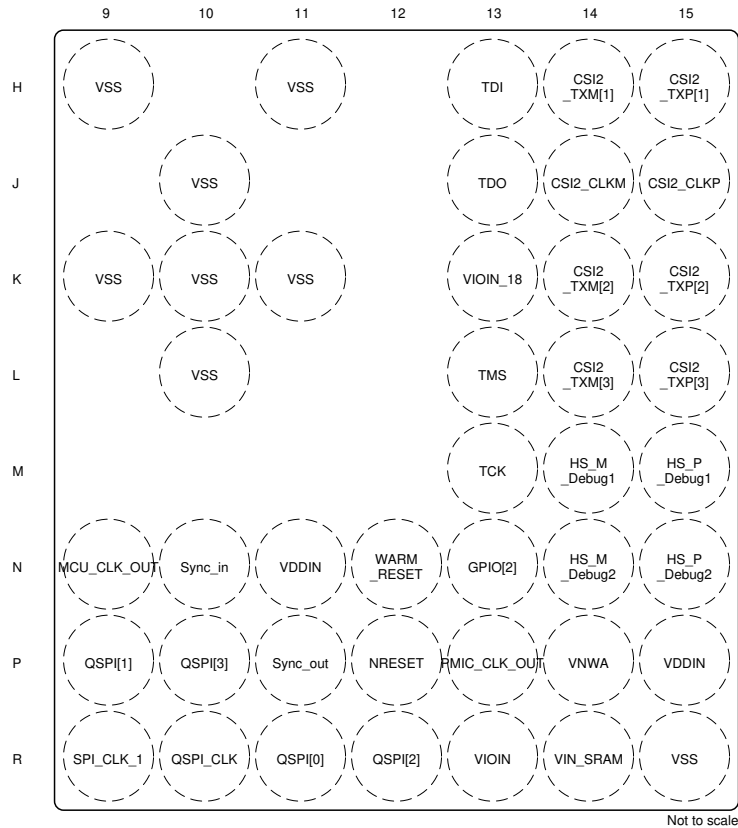 9 10 11 12 13 14 15
H VSS VSS TDI CSI2 _TXM[1] CSI2 _TXP[1]
J VSS TDO CSI2_CLKM CSI2_CLKP
K VSS VSS VSS VIOIN_18 CSI2 _TXM[2] CSI2 _TXP[2]
L VSS TMS CSI2 _TXM[3] CSI2 _TXP[3]
M TCK HS_M _Debug1 HS_P _Debug1
N MCU_CLK_OUT Sync_in VDDIN WARM _RESET GPIO[2] HS_M _Debug2 HS_P _Debug2
P QSPI[1] QSPI[3] Sync_out NRESET PMIC_CLK_OUT VNWA VDDIN
R SPI_CLK_1 QSPI_CLK QSPI[0] QSPI[2] VIOIN VIN_SRAM VSS
Not to scale